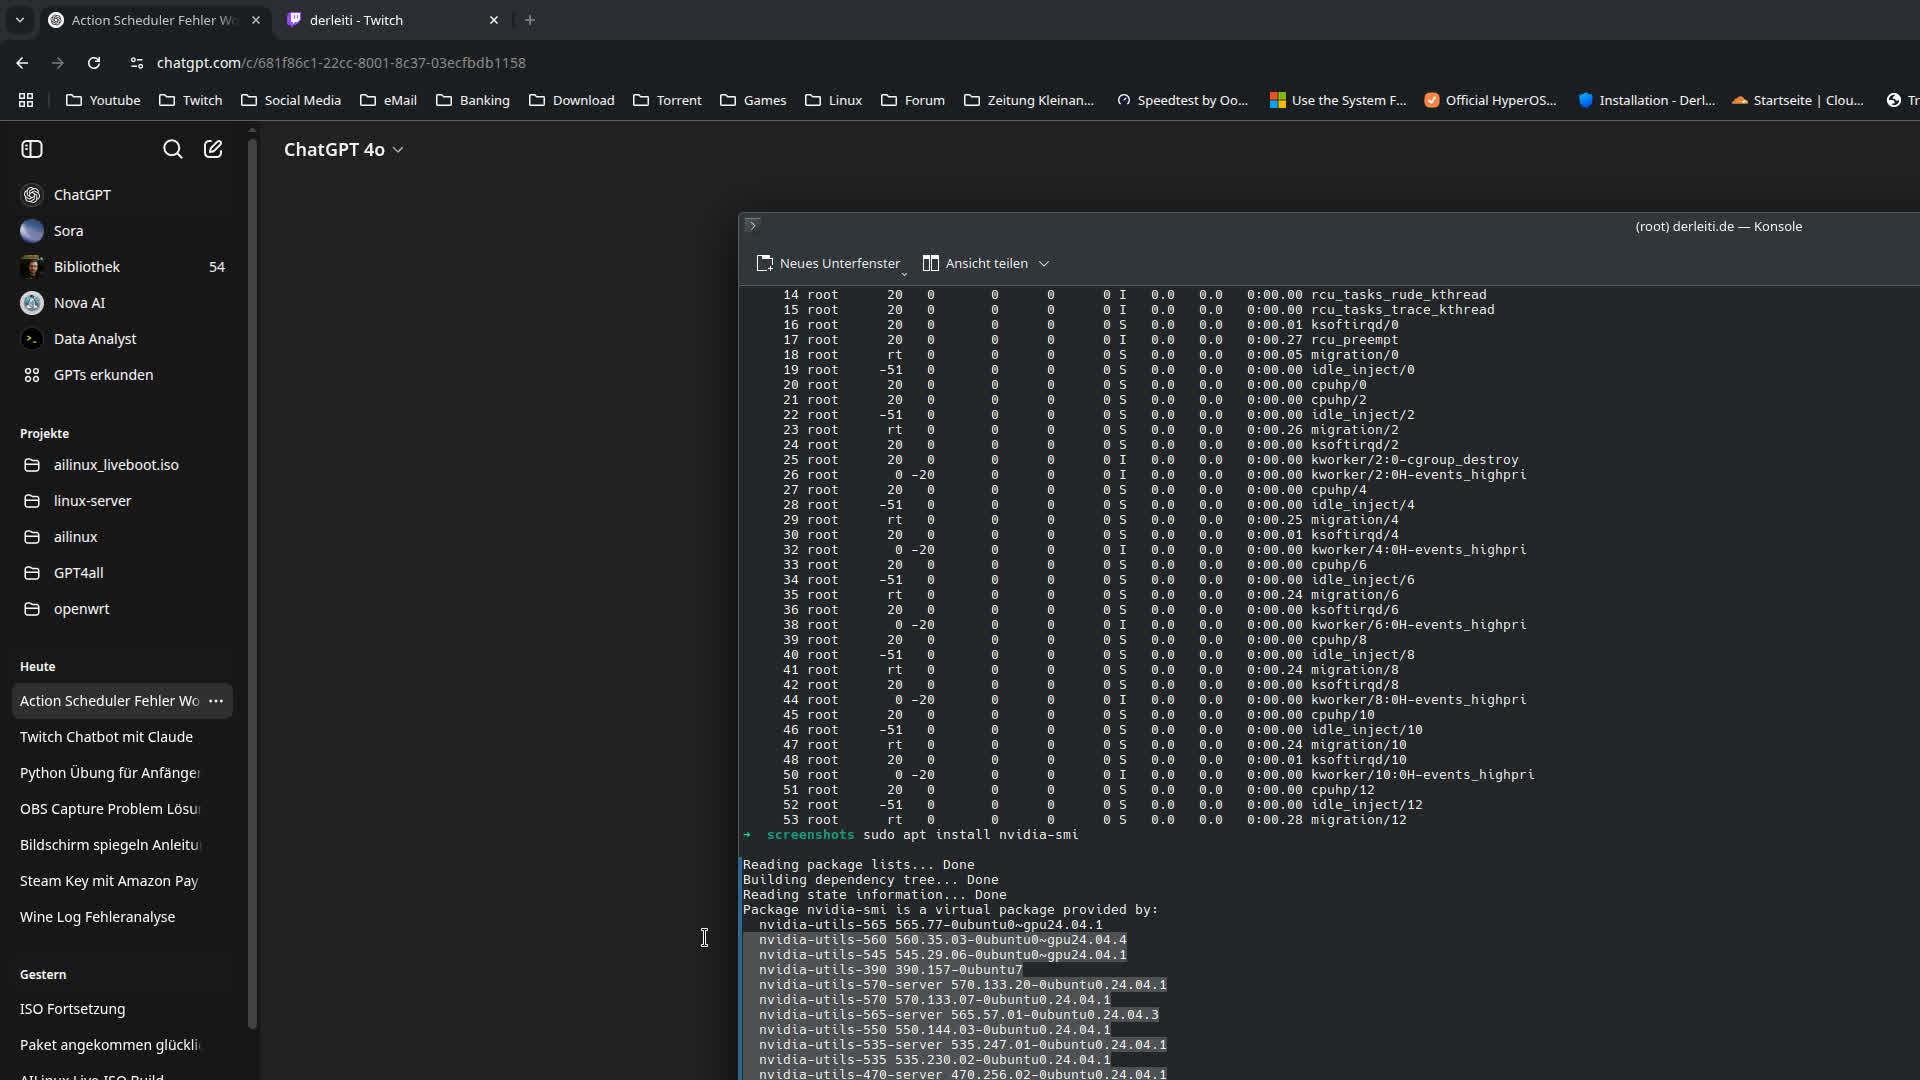 Action Scheduler Fehler Wo
derleiti - Twitch
chatgpt.com/c/681f86c1-22cc-8001-8c37-03ecfbdb1158
Youtube
Twitch
Social Media
eMail
Banking
Download
Torrent
Games
Linux
Forum
Zeitung Kleinan...
Speedtest by Oo...
Use the System F...
Official HyperOS...
Installation - Derl...
Startseite | Clou...
Tr
ChatGPT 4o
ChatGPT
Sora
Bibliothek 54
Nova AI
Data Analyst
GPTs erkunden
Projekte
ailinux_liveboot.iso
linux-server
ailinux
GPT4all
openwrt
Heute
Action Scheduler Fehler Wo ...
Twitch Chatbot mit Claude
Python Übung für Anfänger
OBS Capture Problem Lösu
Bildschirm spiegeln Anleitu
Steam Key mit Amazon Pay
Wine Log Fehleranalyse
Gestern
ISO Fortsetzung
Paket angekommen glückli
AILinux Live ISO Build
(root) derleiti.de — Konsole
Neues Unterfenster
Ansicht teilen
14 root 20 0 0 0 0 I 0.0 0.0 0:00.00 rcu_tasks_rude_kthread
15 root 20 0 0 0 0 I 0.0 0.0 0:00.00 rcu_tasks_trace_kthread
16 root 20 0 0 0 0 S 0.0 0.0 0:00.01 ksoftirqd/0
17 root 20 0 0 0 0 I 0.0 0.0 0:00.27 rcu_preempt
18 root rt 0 0 0 0 S 0.0 0.0 0:00.05 migration/0
19 root -51 0 0 0 0 S 0.0 0.0 0:00.00 idle_inject/0
20 root 20 0 0 0 0 S 0.0 0.0 0:00.00 cpuhp/0
21 root 20 0 0 0 0 S 0.0 0.0 0:00.00 cpuhp/2
22 root -51 0 0 0 0 S 0.0 0.0 0:00.00 idle_inject/2
23 root rt 0 0 0 0 S 0.0 0.0 0:00.26 migration/2
24 root 20 0 0 0 0 S 0.0 0.0 0:00.00 ksoftirqd/2
25 root 20 0 0 0 0 I 0.0 0.0 0:00.00 kworker/2:0-cgroup_destroy
26 root 0 -20 0 0 0 I 0.0 0.0 0:00.00 kworker/2:0H-events_highpri
27 root 20 0 0 0 0 S 0.0 0.0 0:00.00 cpuhp/4
28 root -51 0 0 0 0 S 0.0 0.0 0:00.00 idle_inject/4
29 root rt 0 0 0 0 S 0.0 0.0 0:00.25 migration/4
30 root 20 0 0 0 0 S 0.0 0.0 0:00.01 ksoftirqd/4
32 root 0 -20 0 0 0 I 0.0 0.0 0:00.00 kworker/4:0H-events_highpri
33 root 20 0 0 0 0 S 0.0 0.0 0:00.00 cpuhp/6
34 root -51 0 0 0 0 S 0.0 0.0 0:00.00 idle_inject/6
35 root rt 0 0 0 0 S 0.0 0.0 0:00.24 migration/6
36 root 20 0 0 0 0 S 0.0 0.0 0:00.00 ksoftirqd/6
38 root 0 -20 0 0 0 I 0.0 0.0 0:00.00 kworker/6:0H-events_highpri
39 root 20 0 0 0 0 S 0.0 0.0 0:00.00 cpuhp/8
40 root -51 0 0 0 0 S 0.0 0.0 0:00.00 idle_inject/8
41 root rt 0 0 0 0 S 0.0 0.0 0:00.24 migration/8
42 root 20 0 0 0 0 S 0.0 0.0 0:00.00 ksoftirqd/8
44 root 0 -20 0 0 0 I 0.0 0.0 0:00.00 kworker/8:0H-events_highpri
45 root 20 0 0 0 0 S 0.0 0.0 0:00.00 cpuhp/10
46 root -51 0 0 0 0 S 0.0 0.0 0:00.00 idle_inject/10
47 root rt 0 0 0 0 S 0.0 0.0 0:00.24 migration/10
48 root 20 0 0 0 0 S 0.0 0.0 0:00.01 ksoftirqd/10
50 root 0 -20 0 0 0 I 0.0 0.0 0:00.00 kworker/10:0H-events_highpri
51 root 20 0 0 0 0 S 0.0 0.0 0:00.00 cpuhp/12
52 root -51 0 0 0 0 S 0.0 0.0 0:00.00 idle_inject/12
53 root rt 0 0 0 0 S 0.0 0.0 0:00.28 migration/12
➜ screenshots sudo apt install nvidia-smi
Reading package lists... Done
Building dependency tree... Done
Reading state information... Done
Package nvidia-smi is a virtual package provided by:
nvidia-utils-565 565.77-0ubuntu0~gpu24.04.1
nvidia-utils-560 560.35.03-0ubuntu0~gpu24.04.4
nvidia-utils-545 545.29.06-0ubuntu0~gpu24.04.1
nvidia-utils-390 390.157-0ubuntu7
nvidia-utils-570-server 570.133.20-0ubuntu0.24.04.1
nvidia-utils-570 570.133.07-0ubuntu0.24.04.1
nvidia-utils-565-server 565.57.01-0ubuntu0.24.04.3
nvidia-utils-550 550.144.03-0ubuntu0.24.04.1
nvidia-utils-535-server 535.247.01-0ubuntu0.24.04.1
nvidia-utils-535 535.230.02-0ubuntu0.24.04.1
nvidia-utils-470-server 470.256.02-0ubuntu0.24.04.1